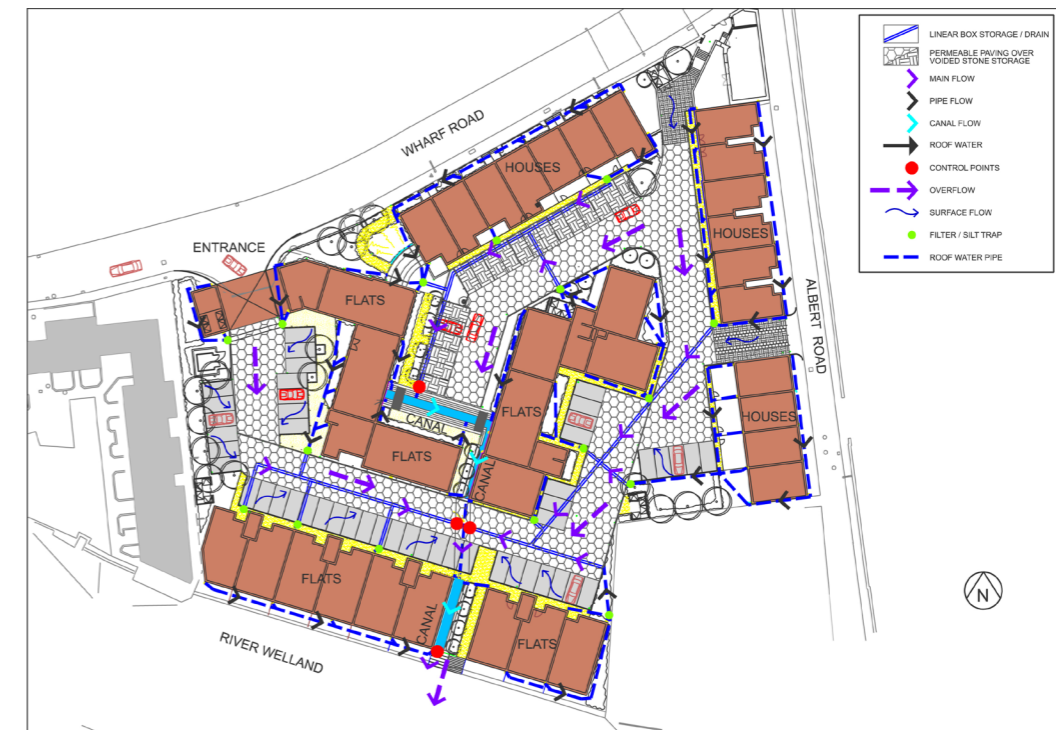 LINEAR BOX STORAGE / DRAIN
PERMEABLE PAVING OVER
VOIDED STONE STORAGE
MAIN FLOW
PIPE FLOW
CANAL FLOW
ROOF WATER
CONTROL POINTS
OVERFLOW
SURFACE FLOW
FILTER / SILT TRAP
ROOF WATER PIPE
WHARF ROAD
HOUSES
ENTRANCE
FLATS
HOUSES
ALBERT ROAD
FLATS
HOUSES
CANAL
FLATS
CANAL
FLATS
CANAL
FLATS
RIVER WELLAND
N